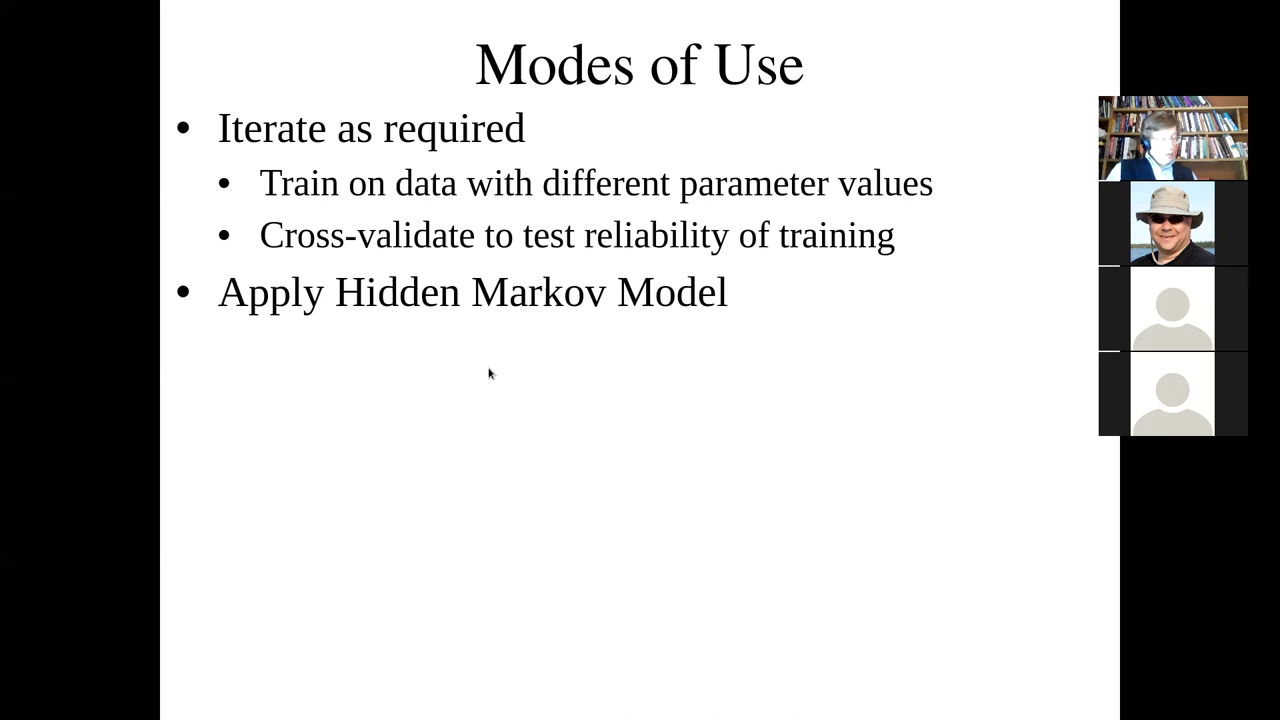 Modes of Use
• Iterate as required
• Train on data with different parameter values
• Cross-validate to test reliability of training
• Apply Hidden Markov Model